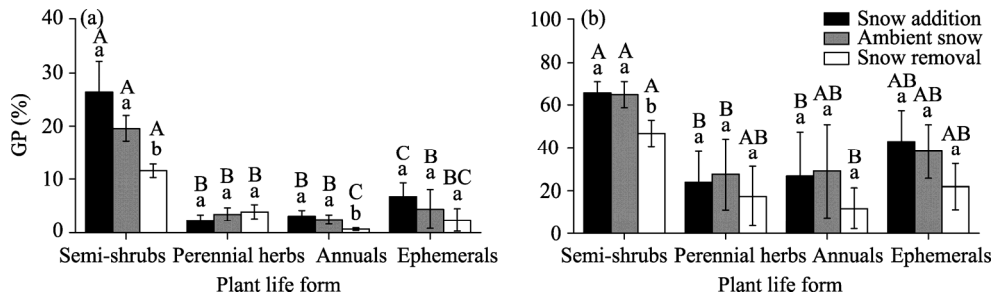 (a)
GP (%)
40
30
20
10
0
A
a
A
a
A
b
B
a
B
a
B
a
B
a
B
a
C
b
C
a
B
a
BC
a
Semi-shrubs Perennial herbs Annuals Ephemerals
Plant life form
(b)
100
80
60
40
20
0
Snow addition
Ambient snow
Snow removal
A
a
A
a
A
b
B
a
B
a
AB
a
B
a
AB
a
B
a
AB
a
AB
a
AB
a
Semi-shrubs Perennial herbs Annuals Ephemerals
Plant life form